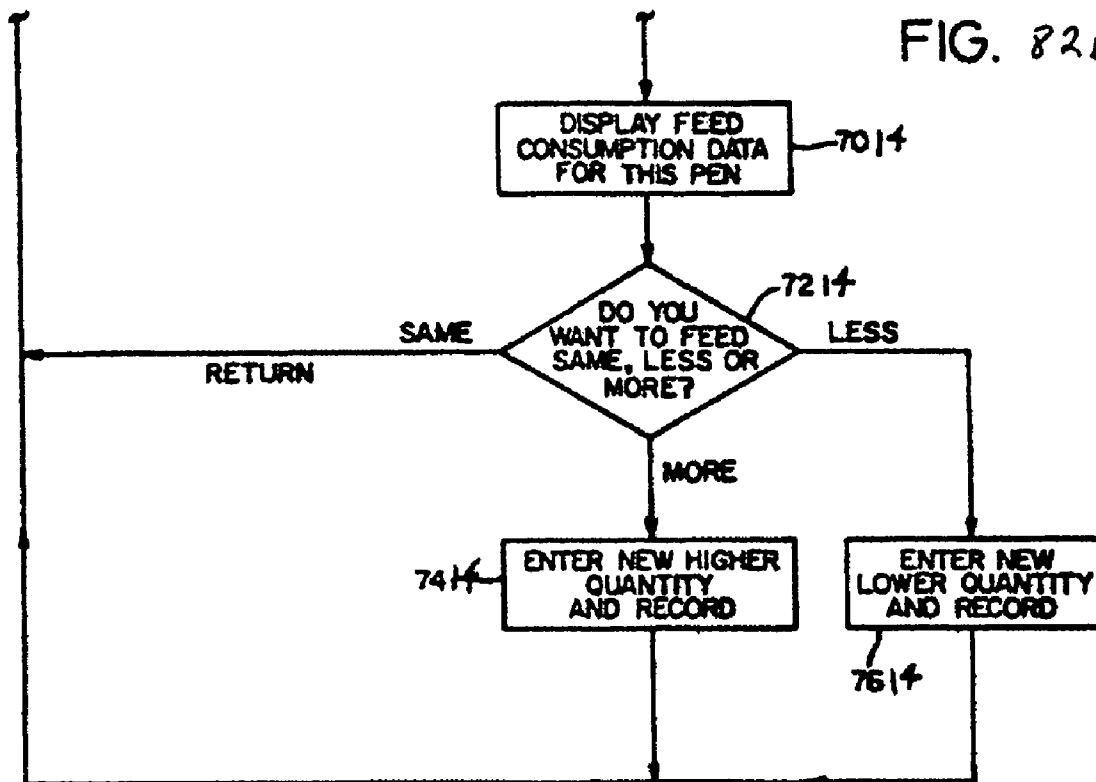 FIG. 82
DISPLAY FEED
CONSUMPTION DATA
FOR THIS PEN
7014
7214
DO YOU
WANT TO FEED
SAME, LESS OR
MORE?
SAME
LESS
RETURN
MORE
7414
ENTER NEW HIGHER
QUANTITY
AND RECORD
ENTER NEW
LOWER QUANTITY
AND RECORD
7614